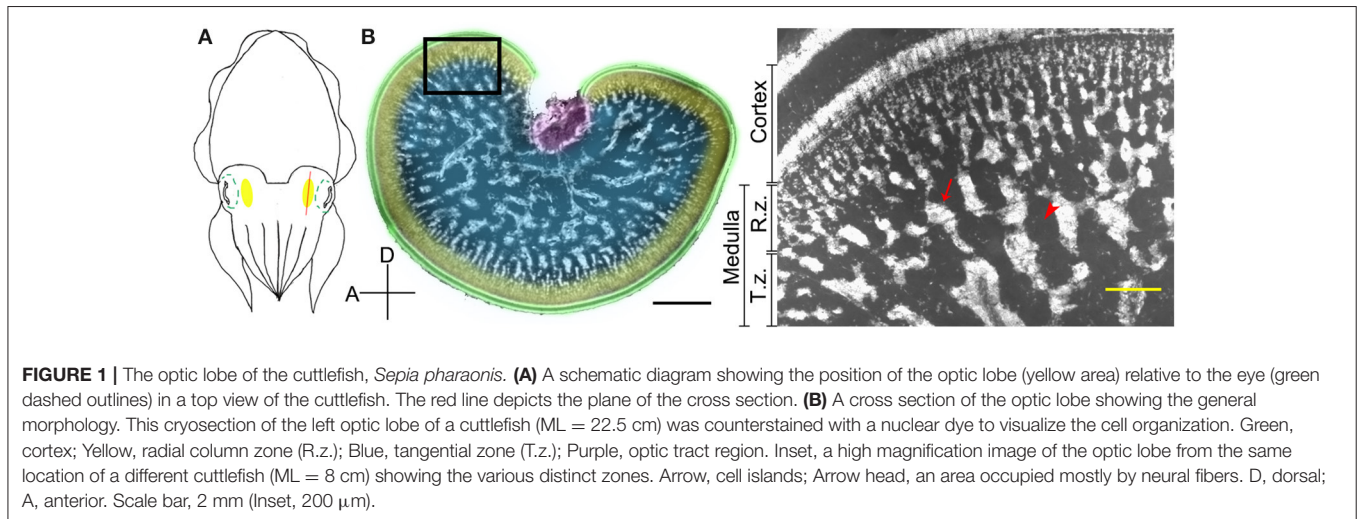 A
B
D
A
Cortex
Medulla
R.z.
T.z.
FIGURE 1 | The optic lobe of the cuttlefish, Sepia pharaonis. (A) A schematic diagram showing the position of the optic lobe (yellow area) relative to the eye (green
dashed outlines) in a top view of the cuttlefish. The red line depicts the plane of the cross section. (B) A cross section of the optic lobe showing the general
morphology. This cryosection of the left optic lobe of a cuttlefish (ML = 22.5 cm) was counterstained with a nuclear dye to visualize the cell organization. Green,
cortex; Yellow, radial column zone (R.z.); Blue, tangential zone (T.z.); Purple, optic tract region. Inset, a high magnification image of the optic lobe from the same
location of a different cuttlefish (ML = 8 cm) showing the various distinct zones. Arrow, cell islands; Arrow head, an area occupied mostly by neural fibers. D, dorsal;
A, anterior. Scale bar, 2 mm (Inset, 200 μm).